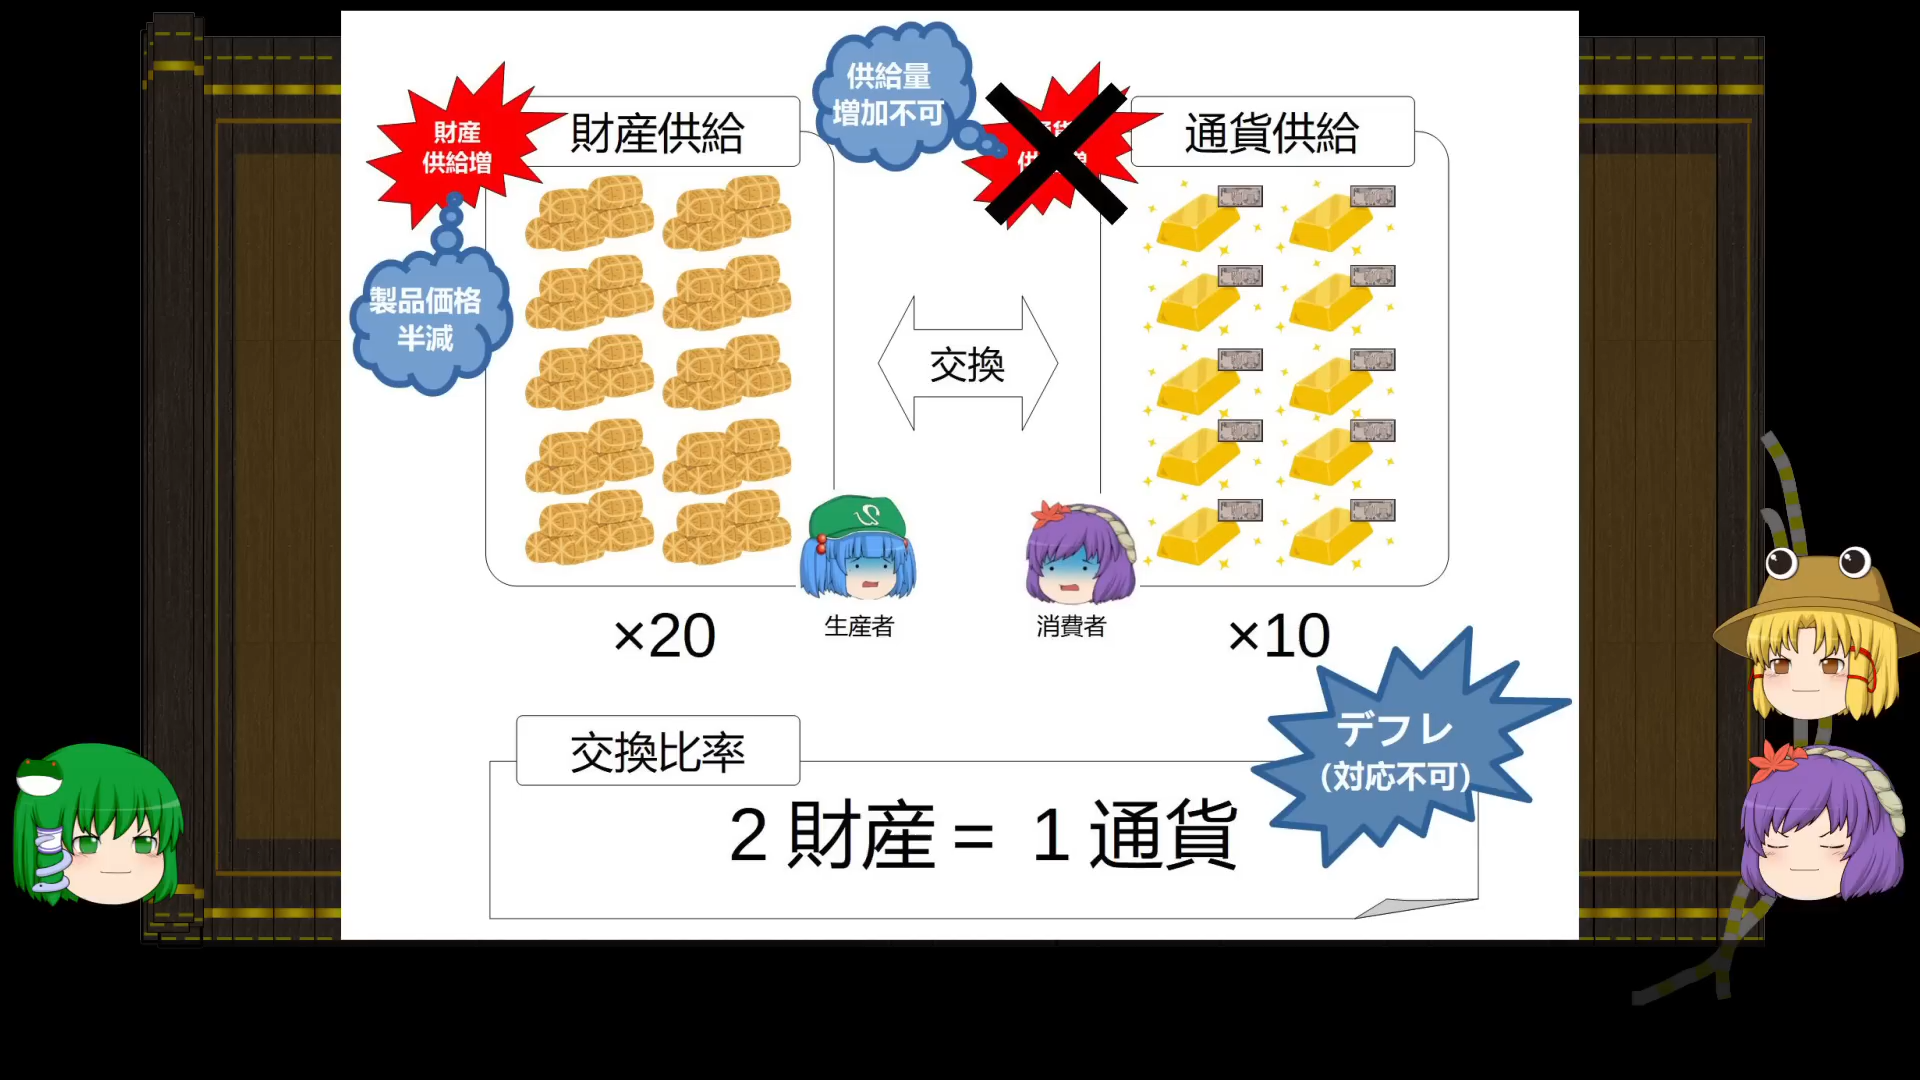 財産
供給増
財産供給
供給量
増加不可
通貨供給
製品価格
半減
交換
生産者
消費者
×20
×10
交換比率
2 財産 = 1 通貨
デフレ
(対応不可)